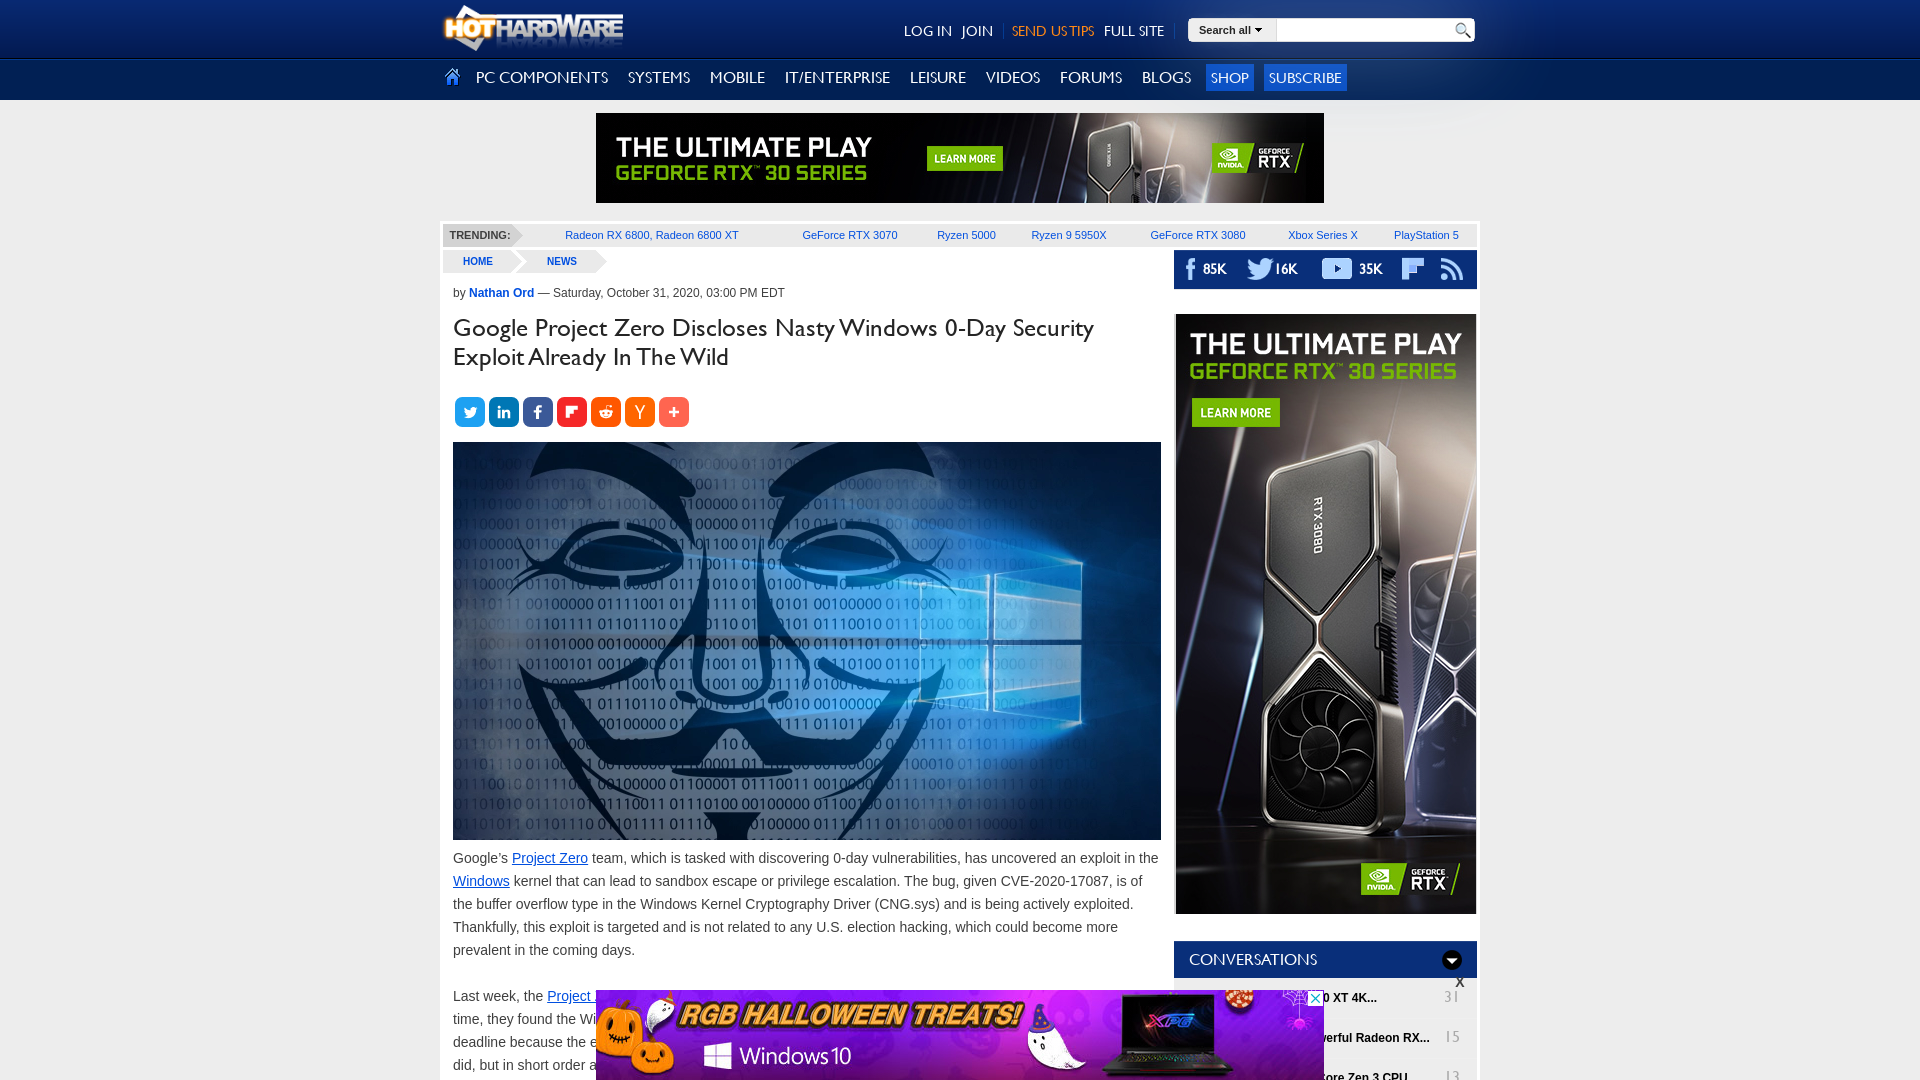 HOTHARDWARE
LOG IN JOIN SEND US TIPS FULL SITE
Search all
PC COMPONENTS SYSTEMS MOBILE IT/ENTERPRISE LEISURE VIDEOS FORUMS BLOGS SHOP SUBSCRIBE
THE ULTIMATE PLAY
GEFORCE RTX™ 30 SERIES
LEARN MORE
RTX 3080
NVIDIA.
GEFORCE
RTX
TRENDING: Radeon RX 6800, Radeon 6800 XT GeForce RTX 3070 Ryzen 5000 Ryzen 9 5950X GeForce RTX 3080 Xbox Series X PlayStation 5
HOME NEWS
85K 16K 35K
by Nathan Ord — Saturday, October 31, 2020, 03:00 PM EDT
Google Project Zero Discloses Nasty Windows 0-Day Security
Exploit Already In The Wild
Google's Project Zero team, which is tasked with discovering 0-day vulnerabilities, has uncovered an exploit in the
Windows kernel that can lead to sandbox escape or privilege escalation. The bug, given CVE-2020-17087, is of
the buffer overflow type in the Windows Kernel Cryptography Driver (CNG.sys) and is being actively exploited.
Thankfully, this exploit is targeted and is not related to any U.S. election hacking, which could become more
prevalent in the coming days.
Last week, the Project
time, they found the Wi
deadline because the e
did, but in short order a
THE ULTIMATE PLAY
GEFORCE RTX™ 30 SERIES
LEARN MORE
RTX 3080
NVIDIA.
GEFORCE
RTX
CONVERSATIONS
X
0 XT 4K... 31
werful Radeon RX... 15
Core Zen 3 CPU 13
RGB HALLOWEEN TREATS!
Windows 10
XPG